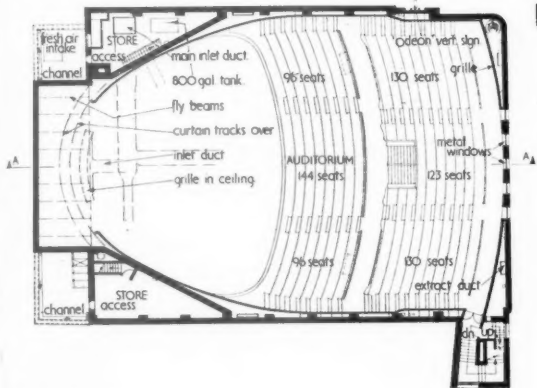 fresh air
intake
channel
STORE
access
main inlet duct.
800 gal. tank.
fly beams
curtain tracks over
inlet duct
grille in ceiling.
96 seats
"Odeon" vert. sign.
130 seats
grille
metal
windows
A
A
AUDITORIUM
144 seats
123 seats
96 seats
130 seats
extract duct
channel
STORE
access
dn
up